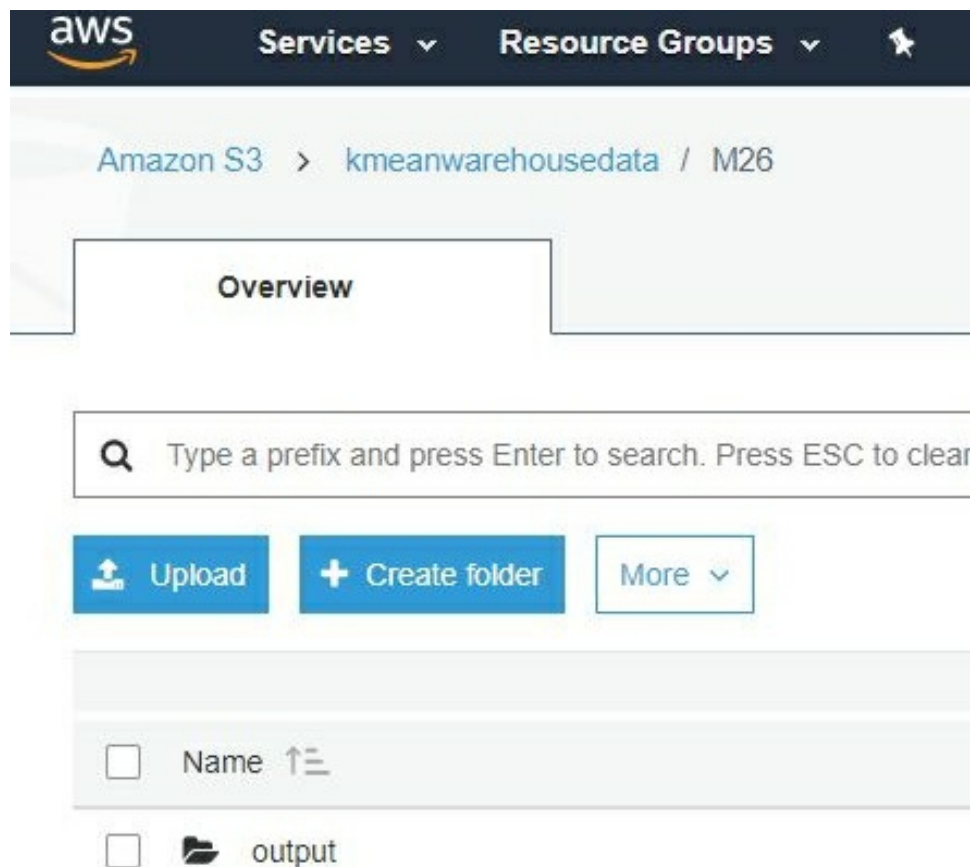 aws Services Resource Groups
Amazon S3 > kmeanwarehousedata / M26
Overview
Type a prefix and press Enter to search. Press ESC to clear
Upload + Create folder More
Name
output